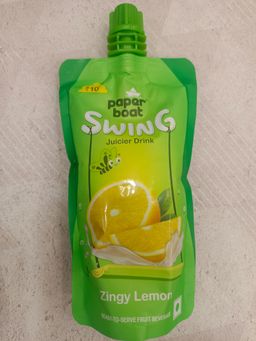 ₹10
paper
boat
SWING
Juicier Drink
Zingy Lemon
READY-TO-SERVE FRUIT BEVERAGE